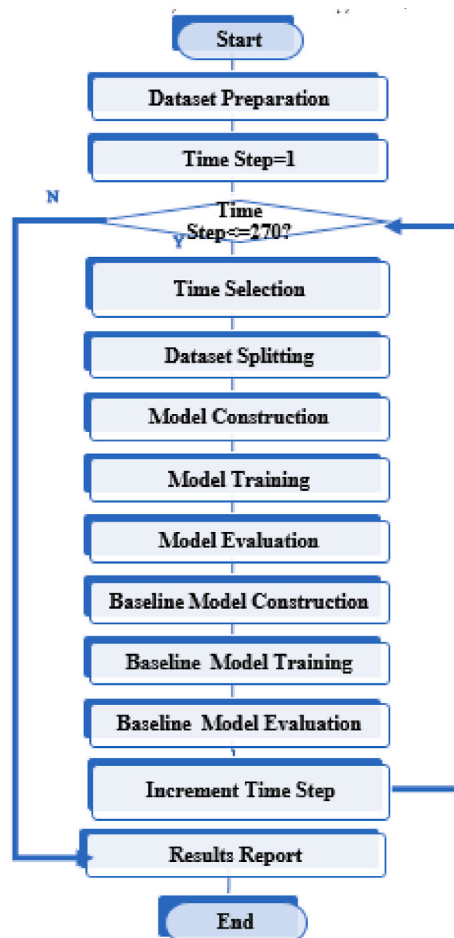 Start
Dataset Preparation
Time Step=1
N
Time
Step<=270?
Y
Time Selection
Dataset Splitting
Model Construction
Model Training
Model Evaluation
Baseline Model Construction
Baseline Model Training
Baseline Model Evaluation
Increment Time Step
Results Report
End